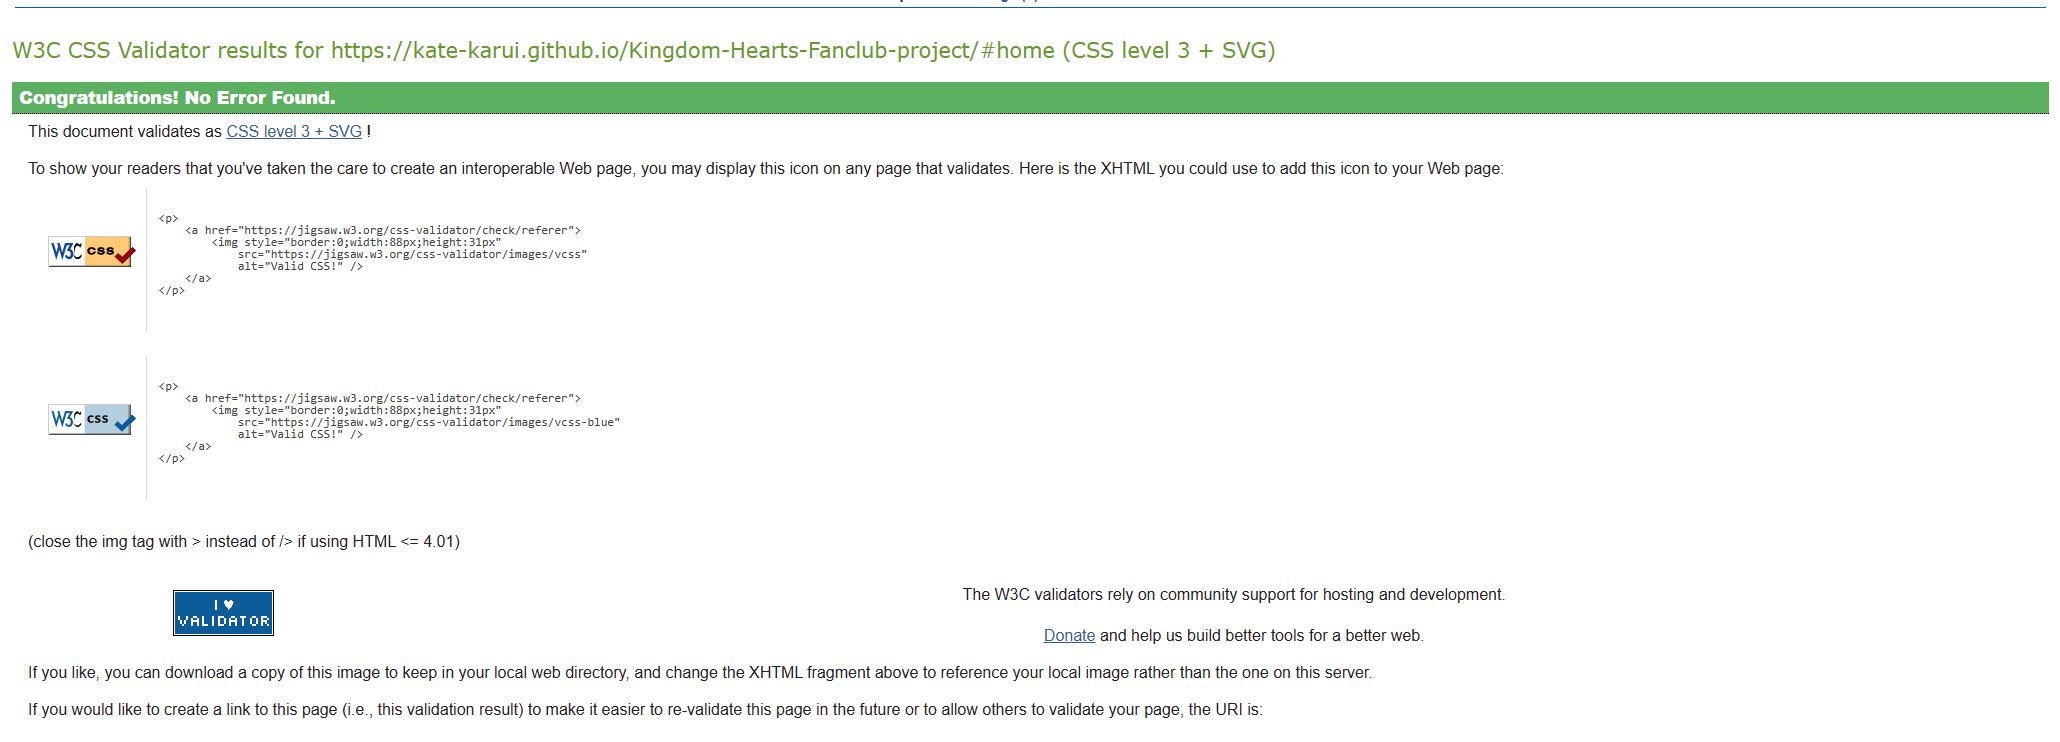 W3C CSS Validator results for https://kate-karui.github.io/Kingdom-Hearts-Fanclub-project/#home (CSS level 3 + SVG)
Congratulations! No Error Found.
This document validates as CSS level 3 + SVG !
To show your readers that you've taken the care to create an interoperable Web page, you may display this icon on any page that validates. Here is the XHTML you could use to add this icon to your Web page:
W3C css
<p>
<a href="https://jigsaw.w3.org/css-validator/check/referer">
<img style="border:0;width:88px;height:31px"
src="https://jigsaw.w3.org/css-validator/images/vcss"
alt="Valid CSS!" />
</a>
</p>
W3C css
<p>
<a href="https://jigsaw.w3.org/css-validator/check/referer">
<img style="border:0;width:88px;height:31px"
src="https://jigsaw.w3.org/css-validator/images/vcss-blue"
alt="Valid CSS!" />
</a>
</p>
(close the img tag with > instead of /> if using HTML <= 4.01)
I ♥
VALIDATOR
The W3C validators rely on community support for hosting and development.
Donate and help us build better tools for a better web.
If you like, you can download a copy of this image to keep in your local web directory, and change the XHTML fragment above to reference your local image rather than the one on this server.
If you would like to create a link to this page (i.e., this validation result) to make it easier to re-validate this page in the future or to allow others to validate your page, the URI is: